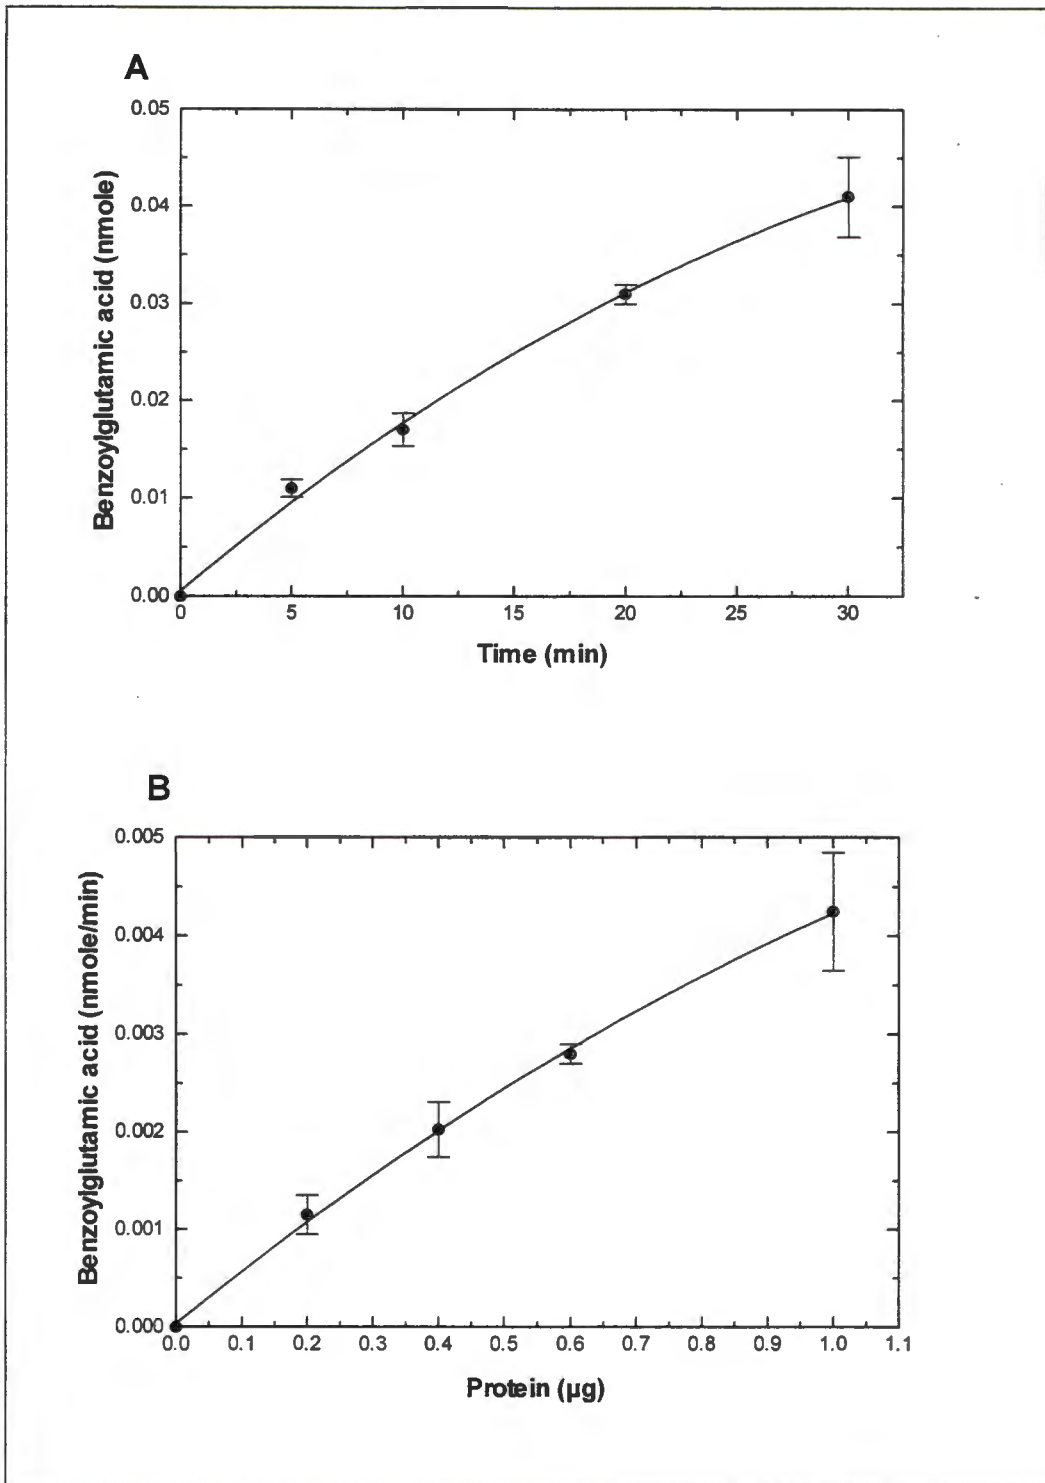 A
0.05
0.04
0.03
0.02
0.01
0.00
Benzoylglutamic acid (nmole)
0 5 10 15 20 25 30
Time (min)
B
0.005
0.004
0.003
0.002
0.001
0.000
Benzoylglutamic acid (nmole/min)
0.0 0.1 0.2 0.3 0.4 0.5 0.6 0.7 0.8 0.9 1.0 1.1
Protein (µg)